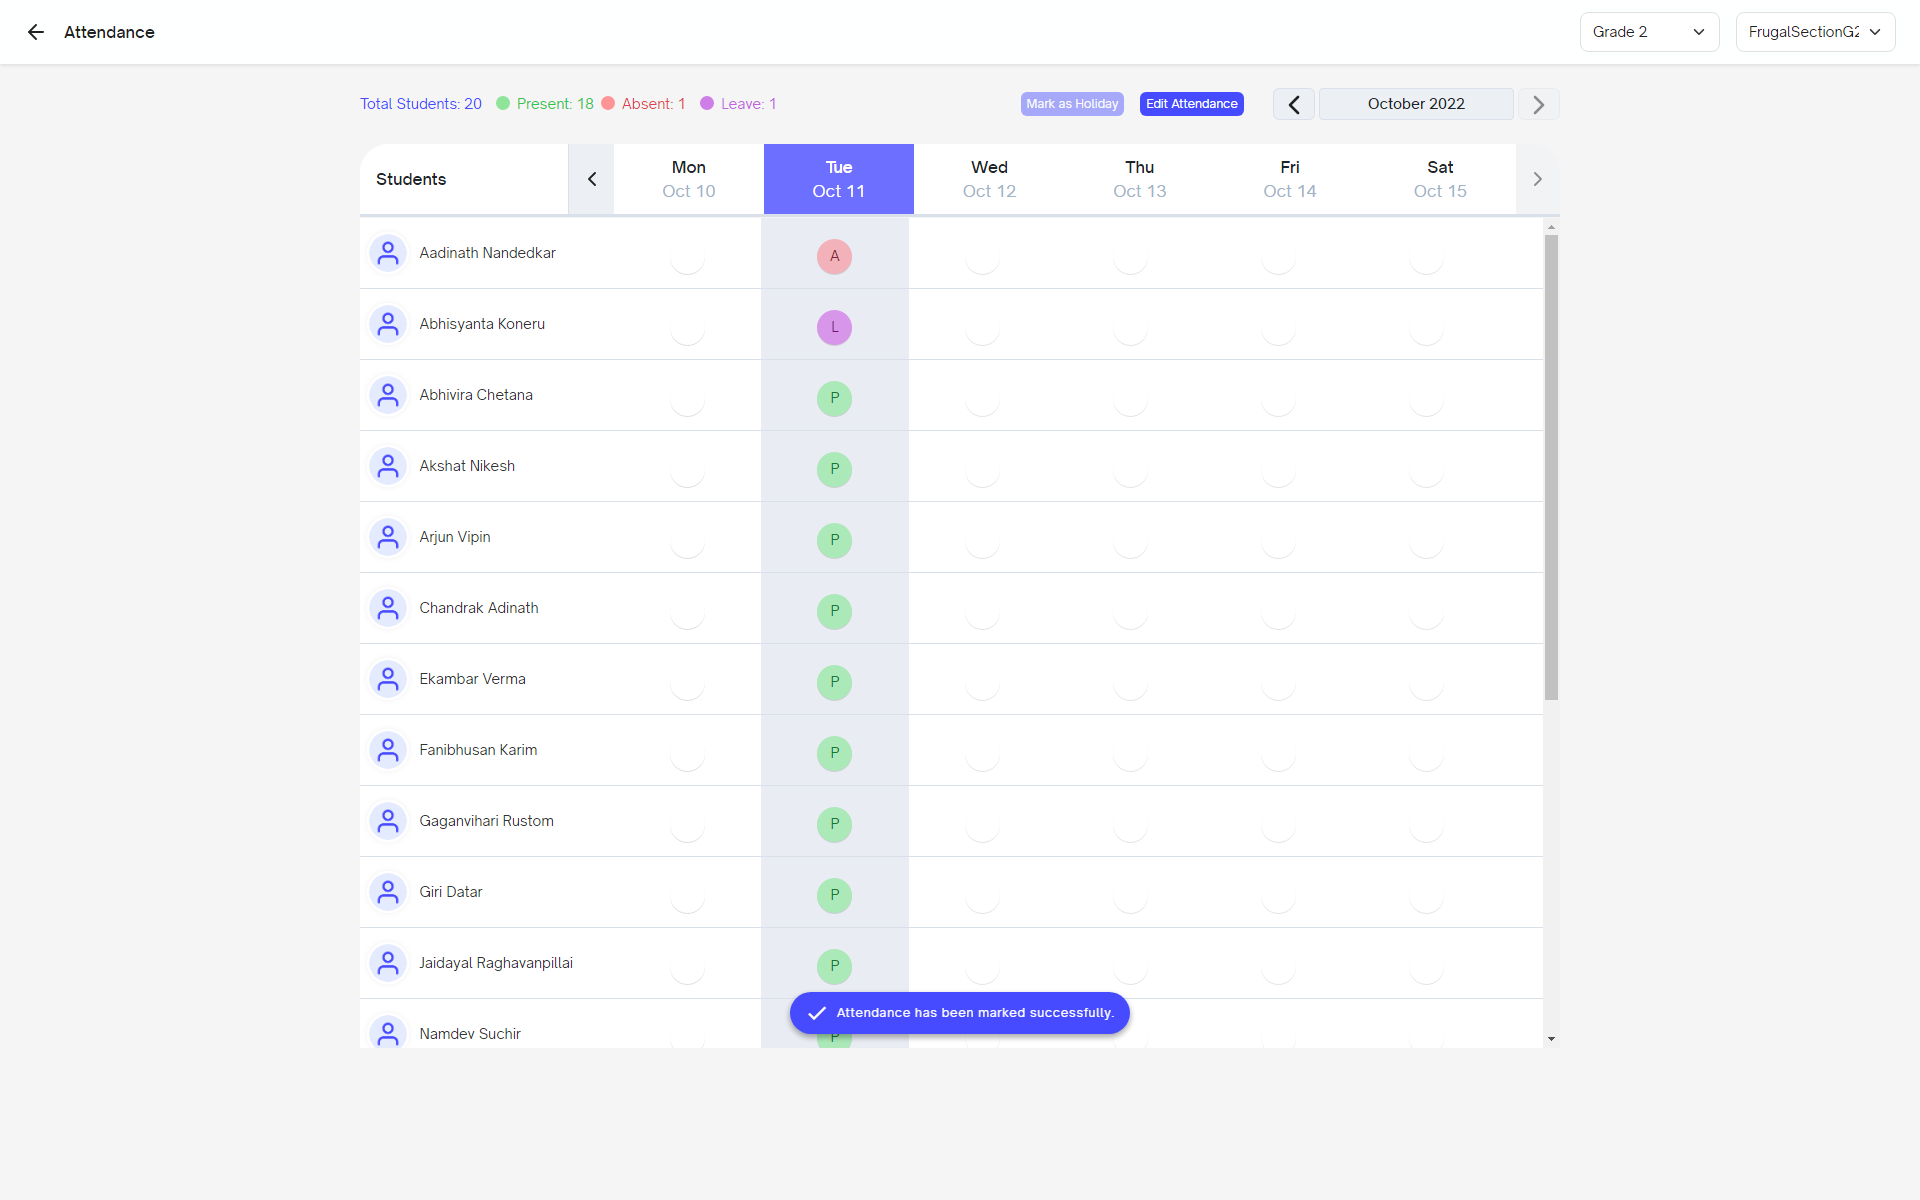 Attendance
Grade 2
FrugalSectionG2
Total Students: 20 Present: 18 Absent: 1 Leave: 1
Mark as Holiday
Edit Attendance
October 2022
Students
Mon Tue Wed Thu Fri Sat
Oct 10 Oct 11 Oct 12 Oct 13 Oct 14 Oct 15
Aadinath Nandedkar A
Abhisyanta Koneru L
Abhivira Chetana P
Akshat Nikesh P
Arjun Vipin P
Chandrak Adinath P
Ekambar Verma P
Fanibhusan Karim P
Gaganvihari Rustom P
Giri Datar P
Jaidayal Raghavanpillai P
Attendance has been marked successfully.
Namdev Suchir P